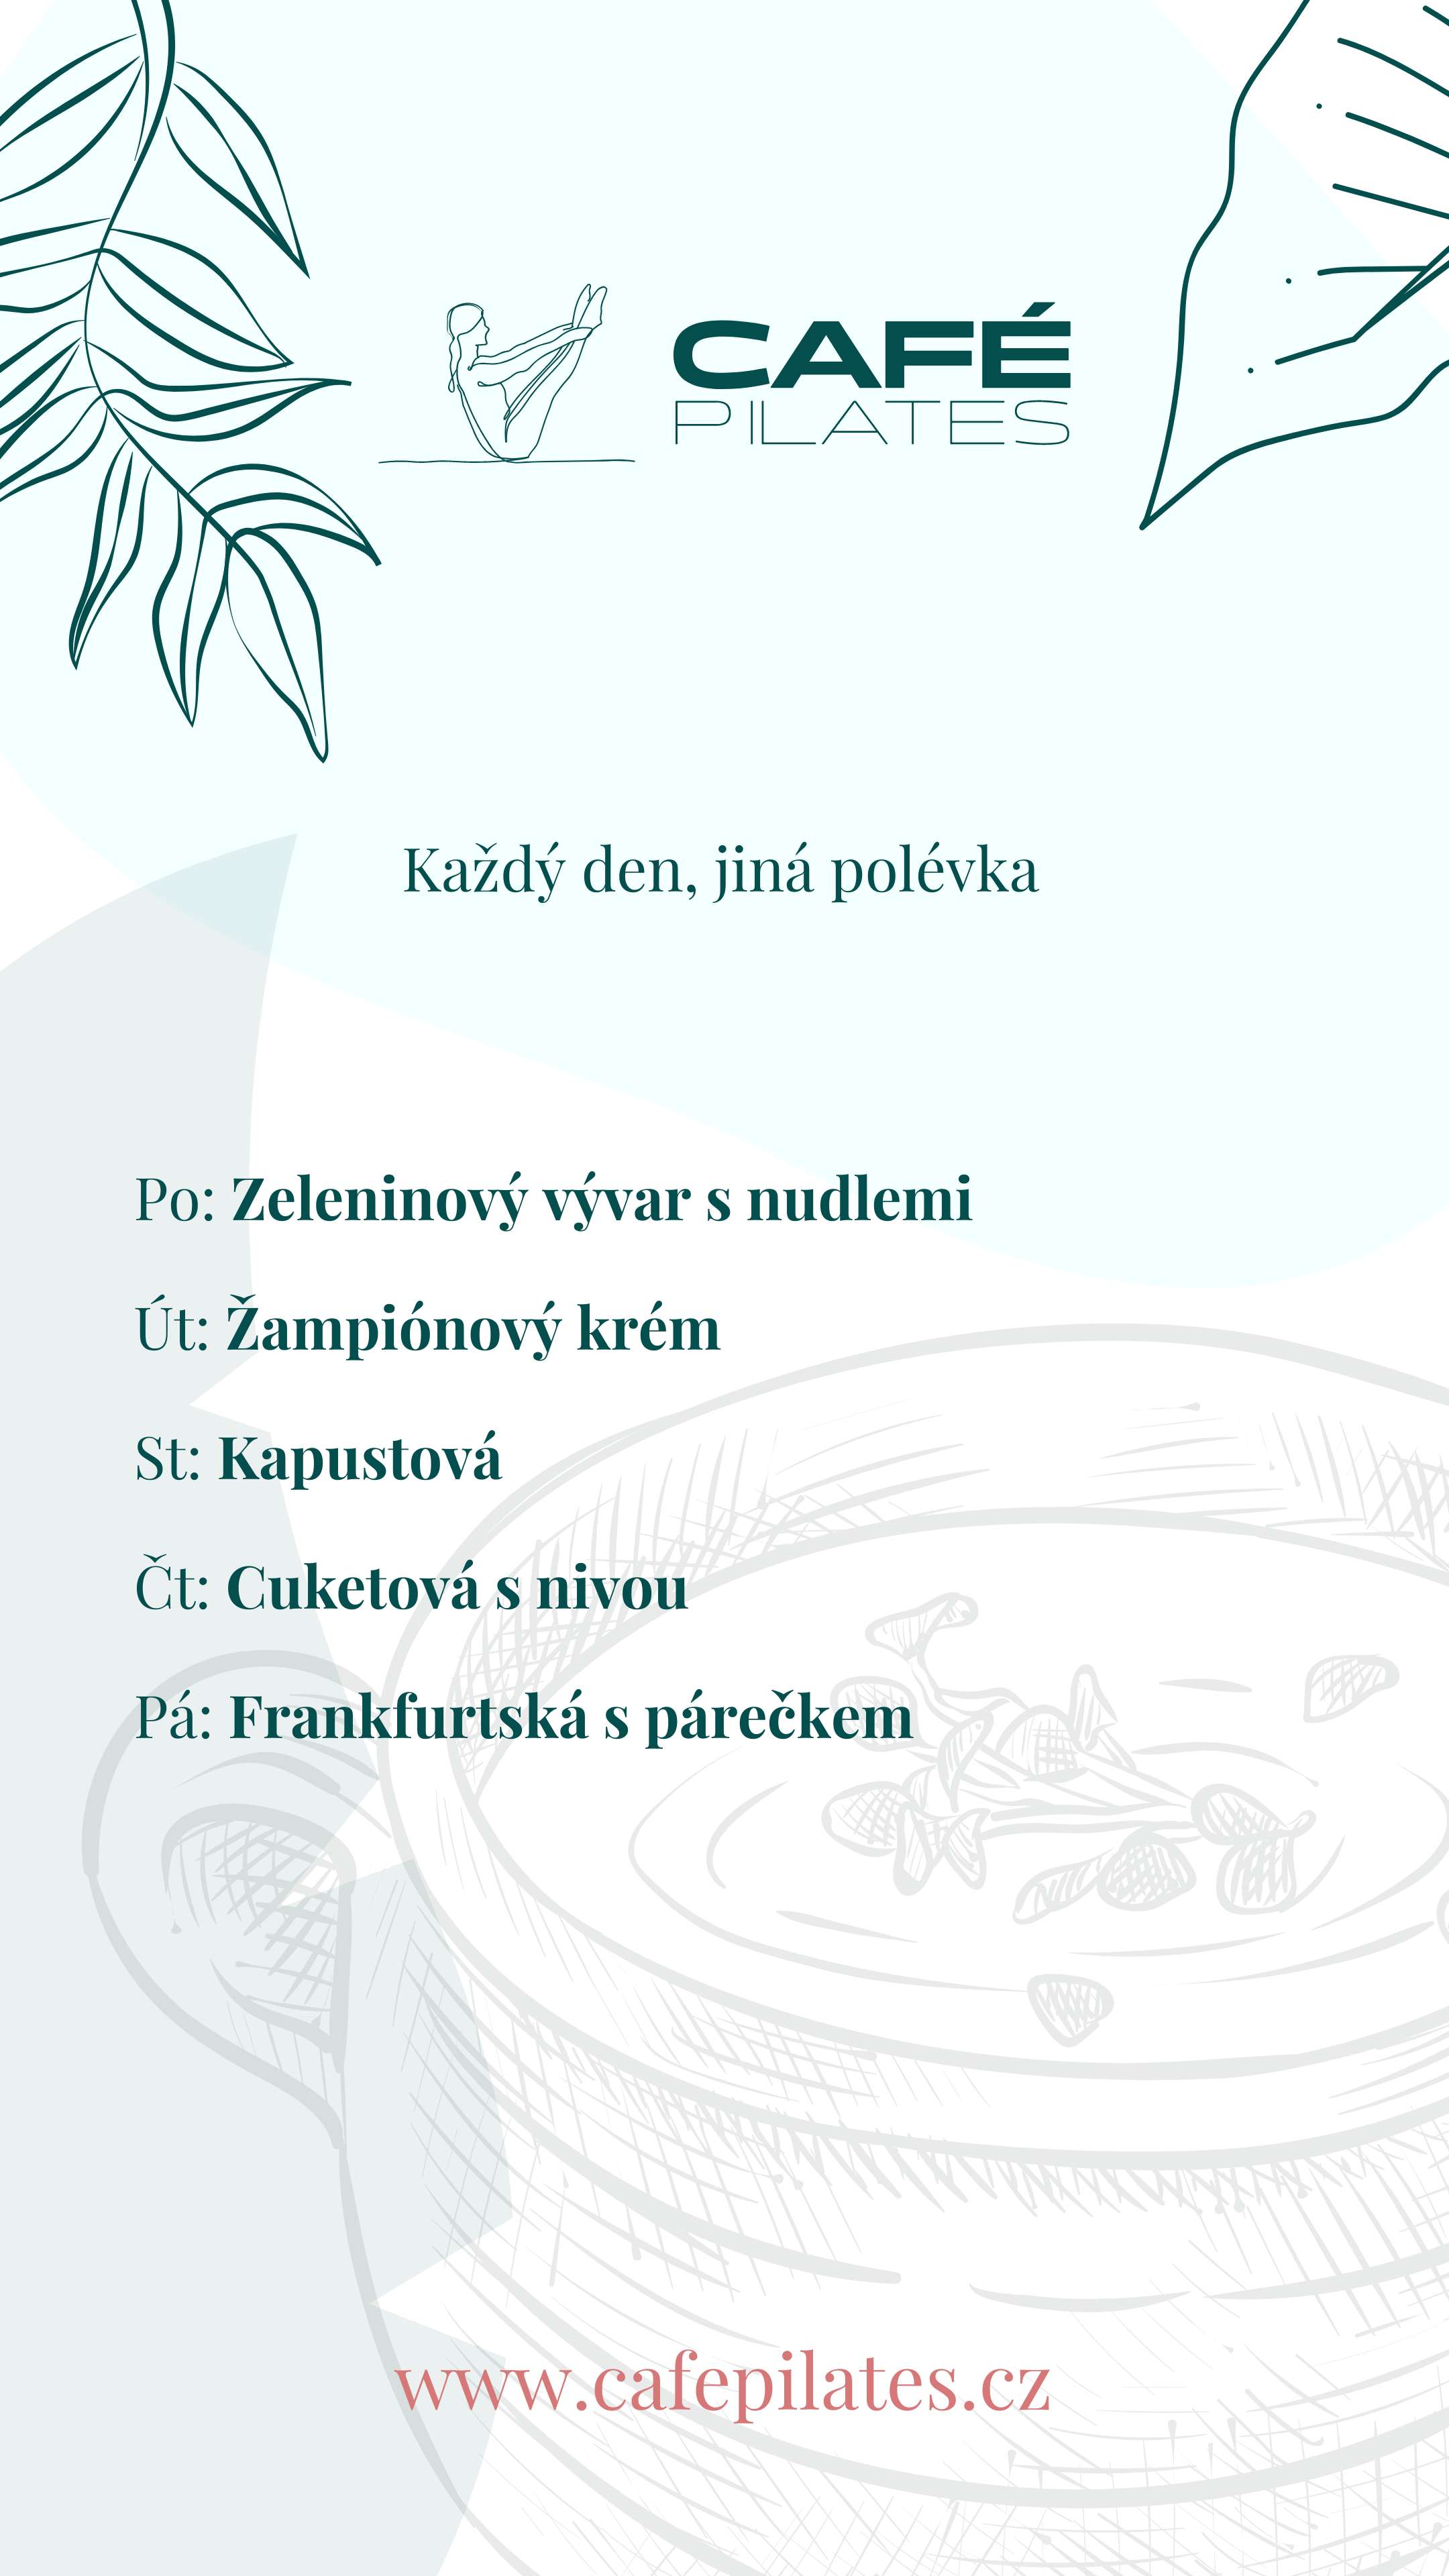 CAFÉ
PILATES
Každý den, jiná polévka
Po: Zeleninový vývar s nudlemi
Út: Žampiónový krém
St: Kapustová
Čt: Cuketová s nivou
Pá: Frankfurtská s párečkem
www.cafepilates.cz